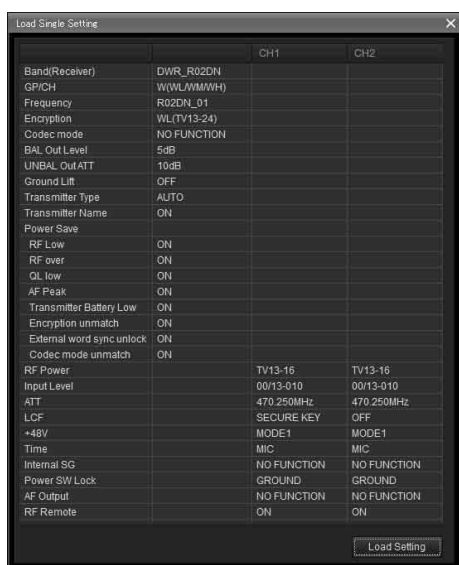 Load Single Setting
CH1 CH2
Band(Receiver) DWR_R02DN
GP/CH W(WL/WM/WH)
Frequency R02DN_01
Encryption WL(TV13-24)
Codec mode NO FUNCTION
BAL Out Level 5dB
UNBAL Out ATT 10dB
Ground Lift OFF
Transmitter Type AUTO
Transmitter Name ON
Power Save
RF Low ON
RF over ON
QL low ON
AF Peak ON
Transmitter Battery Low ON
Encryption unmatch ON
External word sync unlock ON
Codec mode unmatch ON
RF Power TV13-16 TV13-16
Input Level 00/13-010 00/13-010
ATT 470.250MHz 470.250MHz
LCF SECURE KEY OFF
+48V MODE1 MODE1
Time MIC MIC
Internal SG NO FUNCTION NO FUNCTION
Power SW Lock GROUND GROUND
AF Output NO FUNCTION NO FUNCTION
RF Remote ON ON
Load Setting